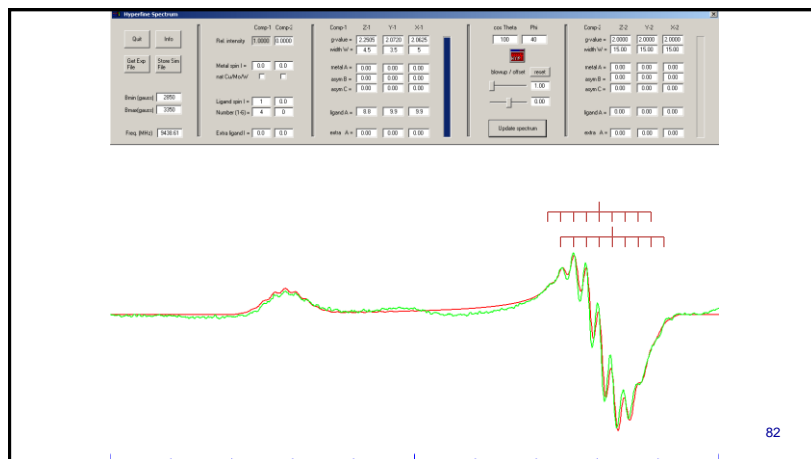 Hyperfine Spectrum
Quit Info
Get Exp File Store Sim File
Bmin (gauss) 2850
Bmax(gauss) 3350
Freq. (MHz) 9438.61
Comp-1 Comp-2
Rel. intensity 1.0000 0.0000
Metal spin I = 0.0 0.0
nat Cu/Mo/W
Ligand spin I = 1 0.0
Number (1-6) = 4 0
Extra ligand I = 0.0 0.0
Comp-1 Z-1 Y-1 X-1
g-value = 2.2505 2.0720 2.0625
width W = 4.5 3.5 5
metal A = 0.00 0.00 0.00
asym B = 0.00 0.00 0.00
asym C = 0.00 0.00 0.00
ligand A = 8.8 9.9 9.9
extra A = 0.00 0.00 0.00
cos Theta Phi
100 40
blowup / offset reset
1.00
0.00
Update spectrum
Comp-2 Z-2 Y-2 X-2
g-value = 2.0000 2.0000 2.0000
width W = 15.00 15.00 15.00
metal A = 0.00 0.00 0.00
asym B = 0.00 0.00 0.00
asym C = 0.00 0.00 0.00
ligand A = 0.00 0.00 0.00
extra A = 0.00 0.00 0.00
82